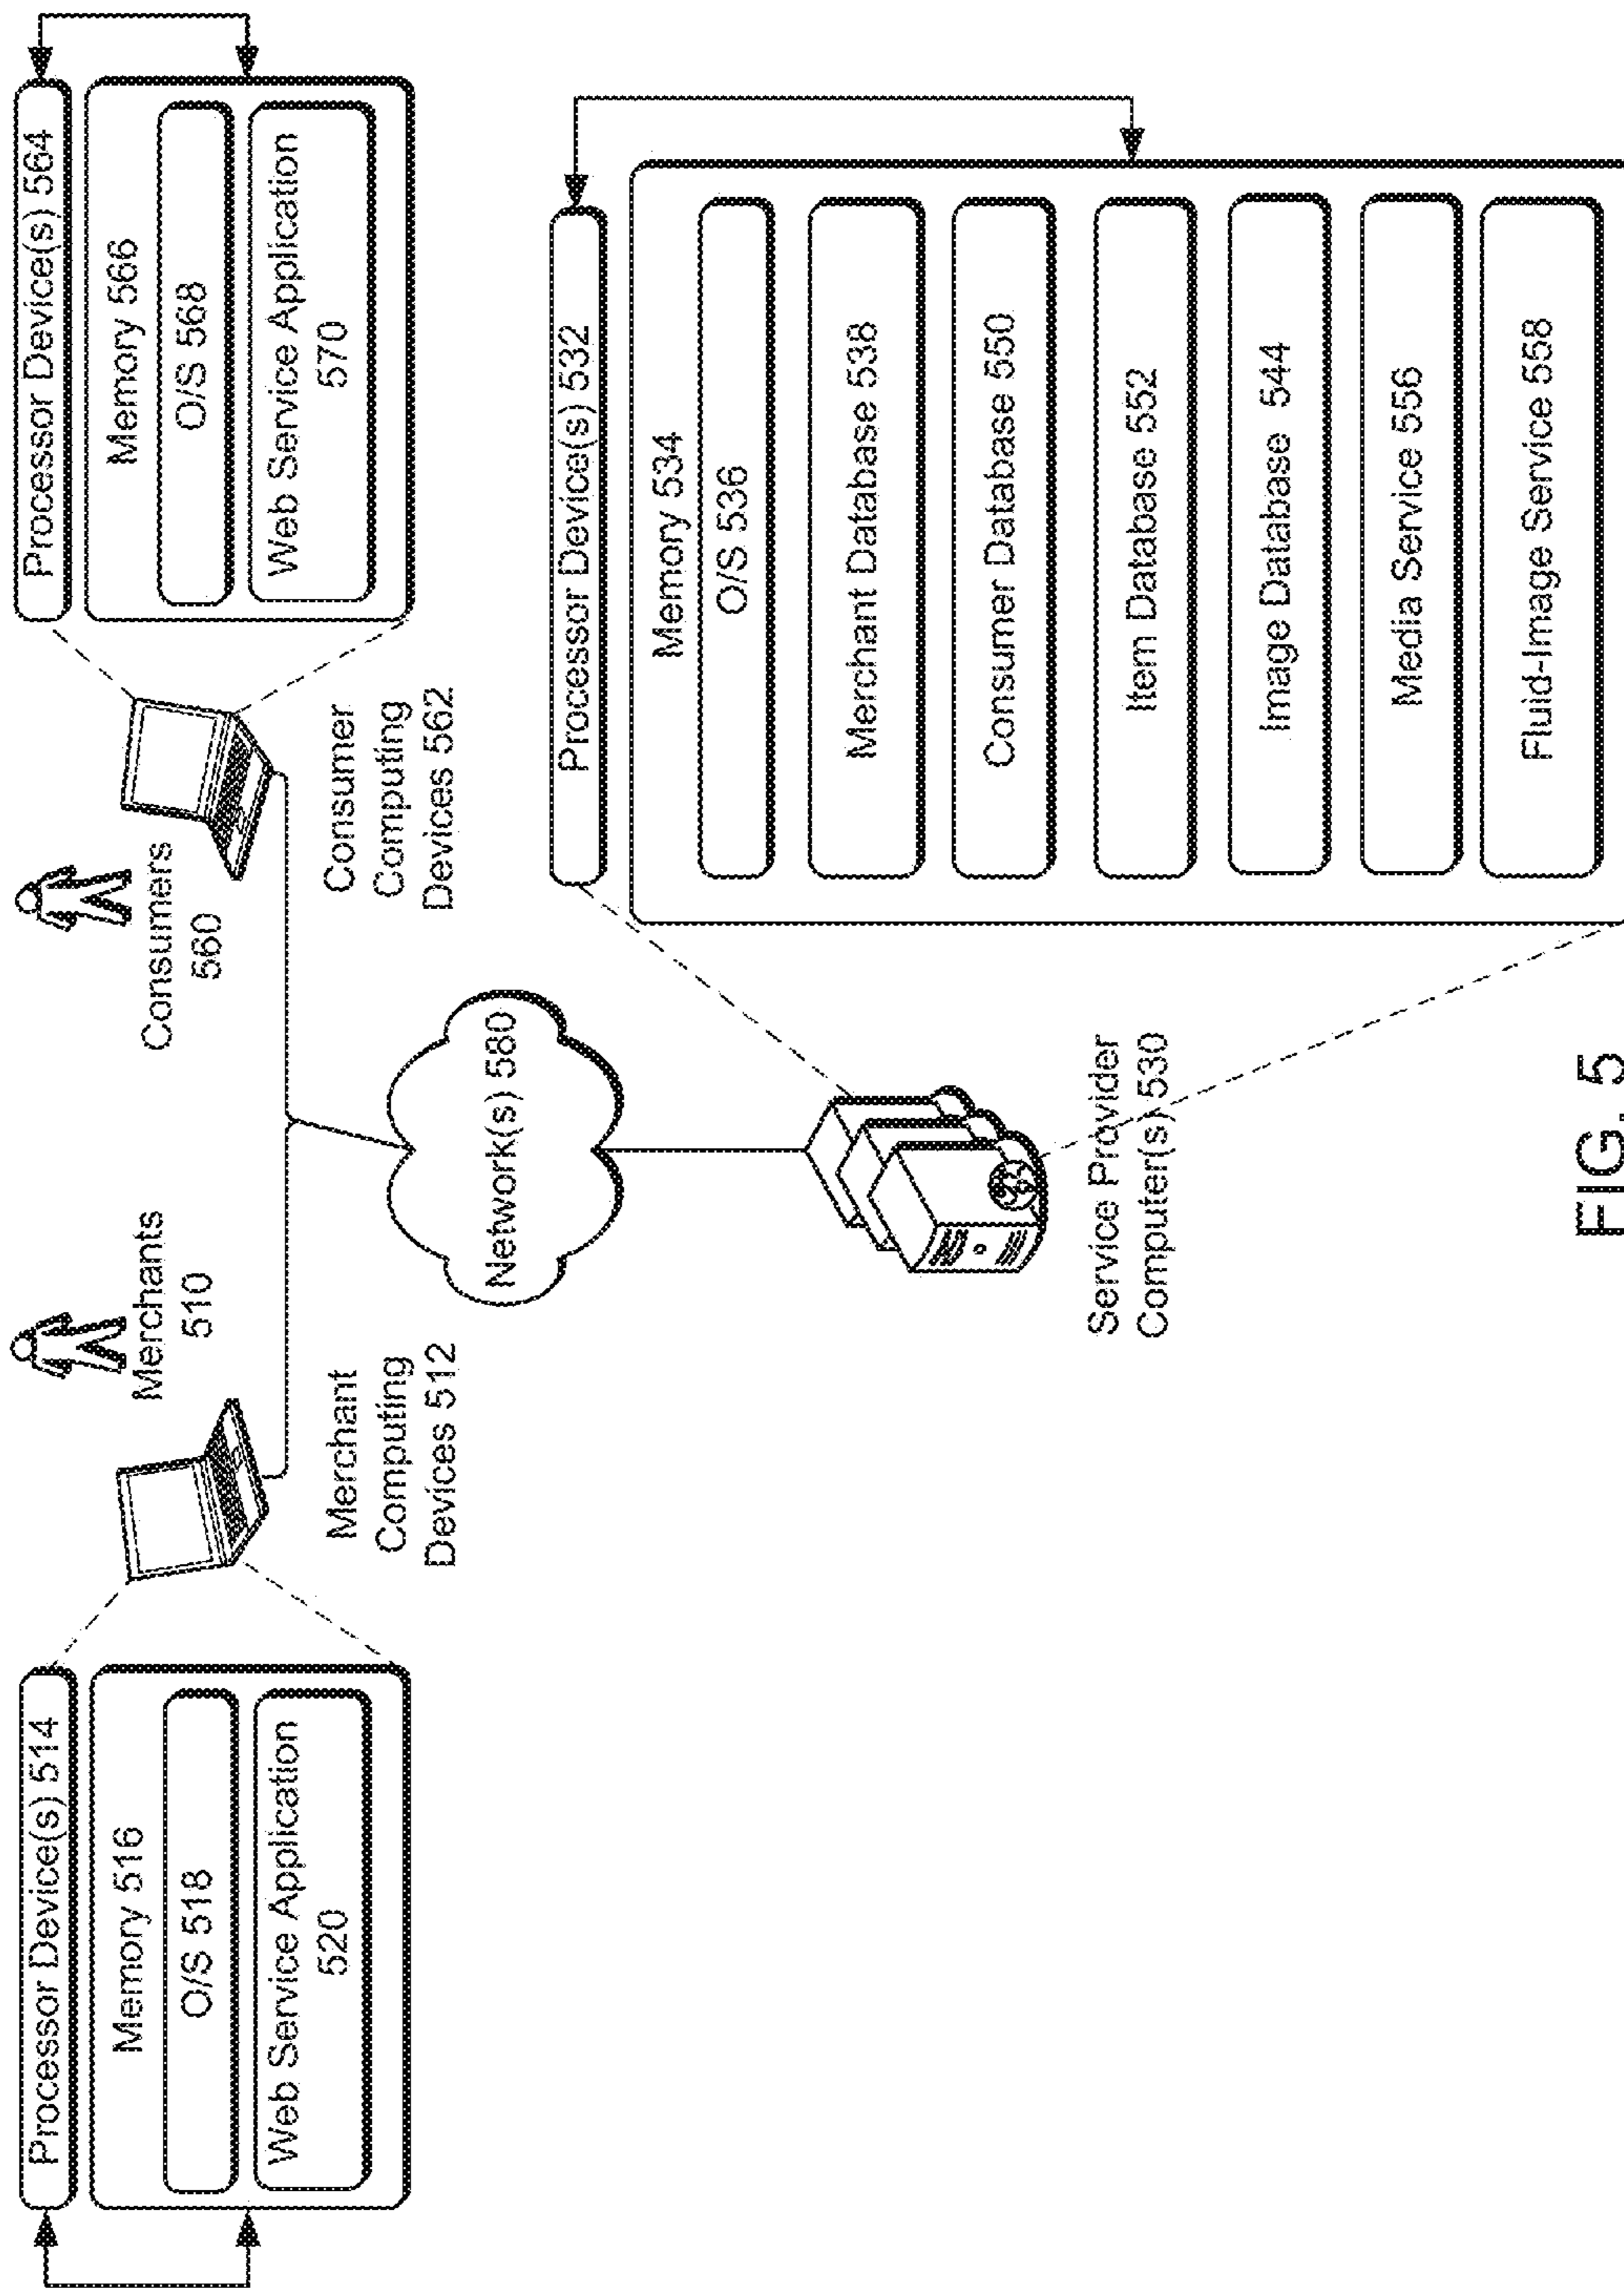 Processor Device(s) 514
Memory 516
O/S 518
Web Service Application
520
Merchants
510
Merchant
Computing
Devices 512
Consumers
560
Consumer
Computing
Devices 562
Processor Device(s) 564
Memory 566
O/S 568
Web Service Application
570
Network(s) 580
Service Provider
Computer(s) 530
Processor Device(s) 532
Memory 534
O/S 536
Merchant Database 538
Consumer Database 550
Item Database 552
Image Database 544
Media Service 556
Fluid-Image Service 558
FIG. 5